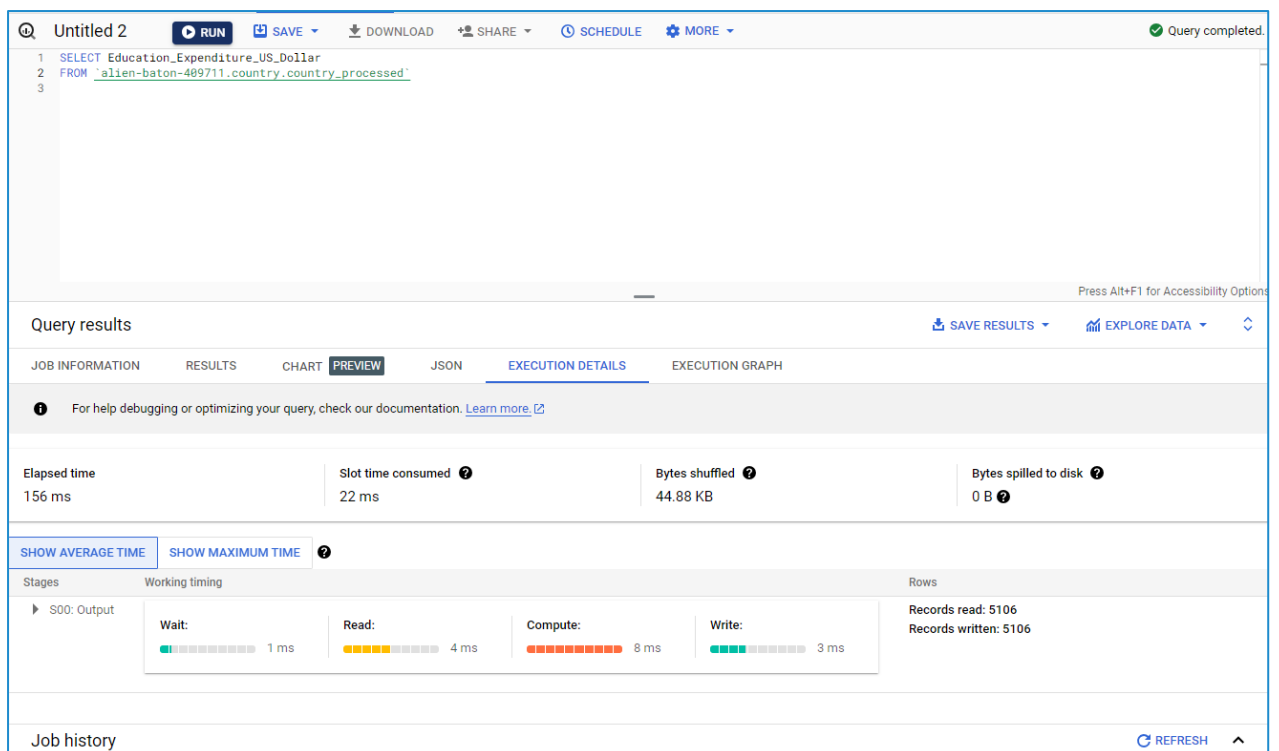 Untitled 2 RUN SAVE DOWNLOAD SHARE SCHEDULE MORE Query completed.
1 SELECT Education_Expenditure_US_Dollar
2 FROM `alien-baton-409711.country.country_processed`
3
Press Alt+F1 for Accessibility Options
Query results SAVE RESULTS EXPLORE DATA
JOB INFORMATION RESULTS CHART PREVIEW JSON EXECUTION DETAILS EXECUTION GRAPH
For help debugging or optimizing your query, check our documentation. Learn more.
Elapsed time Slot time consumed Bytes shuffled Bytes spilled to disk
156 ms 22 ms 44.88 KB 0 B
SHOW AVERAGE TIME SHOW MAXIMUM TIME
Stages Working timing Rows
S00: Output Wait: Read: Compute: Write: Records read: 5106
1 ms 4 ms 8 ms 3 ms Records written: 5106
Job history REFRESH